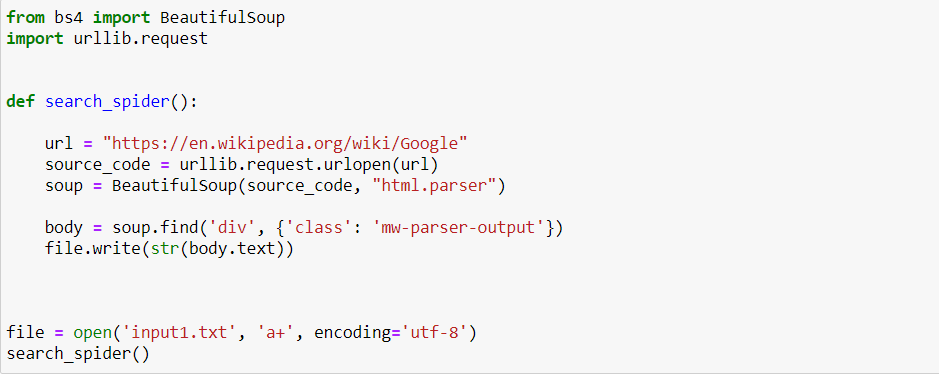 from bs4 import BeautifulSoup
import urllib.request
def search_spider():
    url = "https://en.wikipedia.org/wiki/Google"
    source_code = urllib.request.urlopen(url)
    soup = BeautifulSoup(source_code, "html.parser")
    body = soup.find('div', {'class': 'mw-parser-output'})
    file.write(str(body.text))
file = open('input1.txt', 'a+', encoding='utf-8')
search_spider()